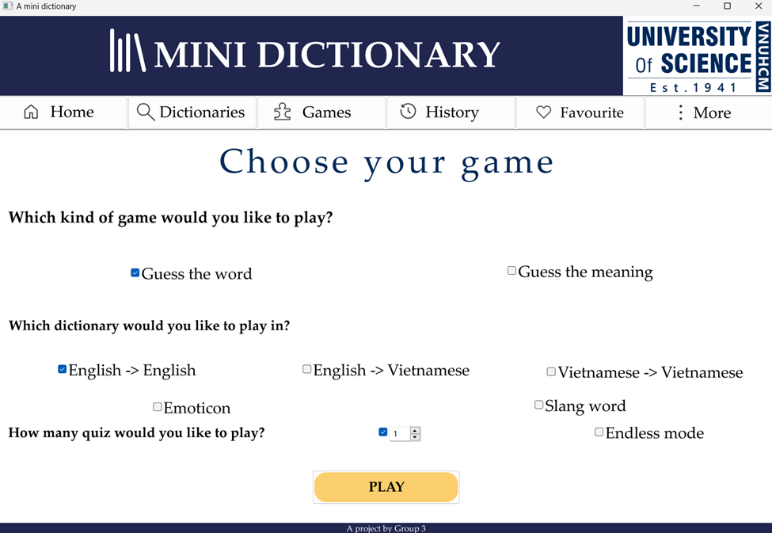 A mini dictionary
MINI DICTIONARY
UNIVERSITY
Of SCIENCE
Est.1941
VNUHCM
Home
Dictionaries
Games
History
Favourite
More
Choose your game
Which kind of game would you like to play?
Guess the word
Guess the meaning
Which dictionary would you like to play in?
English -> English
English -> Vietnamese
Vietnamese -> Vietnamese
Emoticon
Slang word
How many quiz would you like to play?
1
Endless mode
PLAY
A project by Group 3